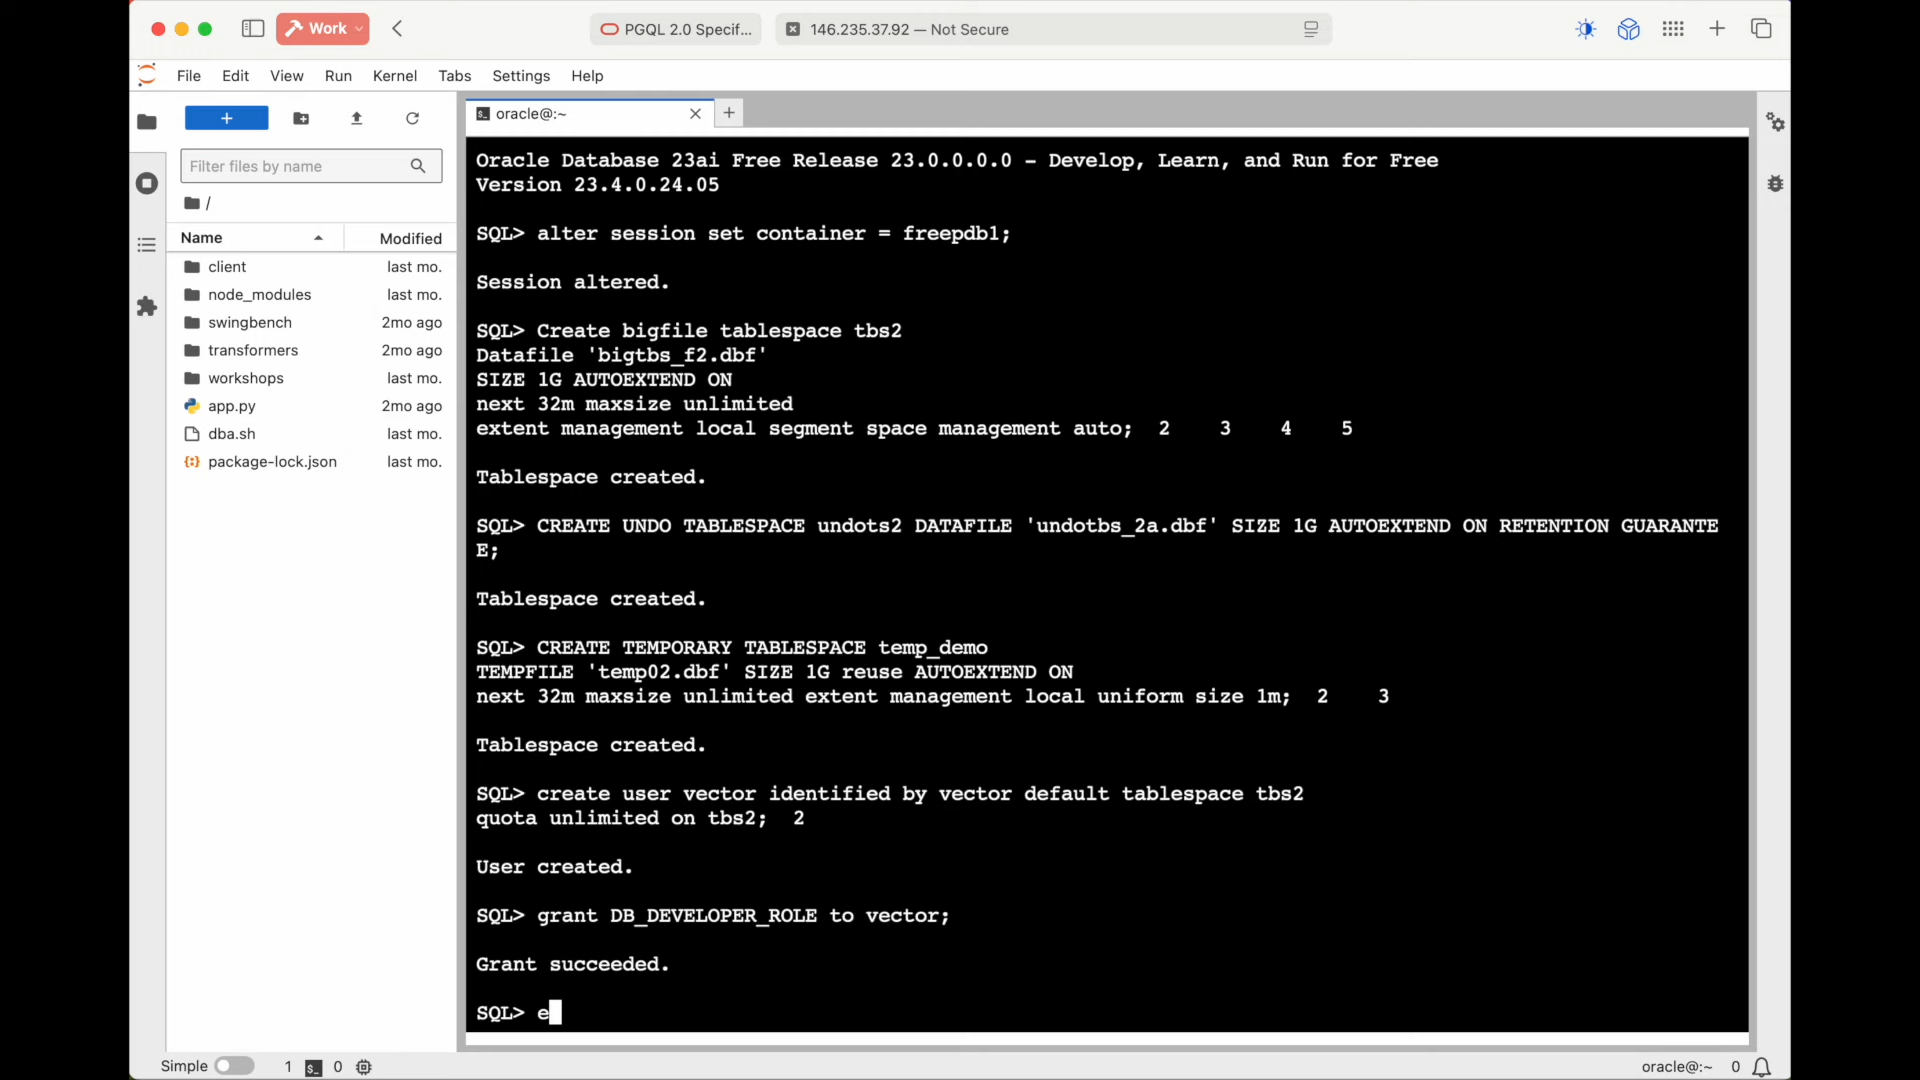 Work
PGQL 2.0 Specif...
146.235.37.92 — Not Secure
File Edit View Run Kernel Tabs Settings Help
+
oracle@:~
Filter files by name
/
Name Modified
client last mo.
node_modules last mo.
swingbench 2mo ago
transformers 2mo ago
workshops last mo.
app.py 2mo ago
dba.sh last mo.
package-lock.json last mo.
Oracle Database 23ai Free Release 23.0.0.0.0 - Develop, Learn, and Run for Free
Version 23.4.0.24.05
SQL> alter session set container = freepdb1;
Session altered.
SQL> Create bigfile tablespace tbs2
Datafile 'bigtbs_f2.dbf'
SIZE 1G AUTOEXTEND ON
next 32m maxsize unlimited
extent management local segment space management auto; 2 3 4 5
Tablespace created.
SQL> CREATE UNDO TABLESPACE undots2 DATAFILE 'undotbs_2a.dbf' SIZE 1G AUTOEXTEND ON RETENTION GUARANTE
E;
Tablespace created.
SQL> CREATE TEMPORARY TABLESPACE temp_demo
TEMPFILE 'temp02.dbf' SIZE 1G reuse AUTOEXTEND ON
next 32m maxsize unlimited extent management local uniform size 1m; 2 3
Tablespace created.
SQL> create user vector identified by vector default tablespace tbs2
quota unlimited on tbs2; 2
User created.
SQL> grant DB_DEVELOPER_ROLE to vector;
Grant succeeded.
SQL> e
Simple 1 $_ 0 oracle@:~ 0